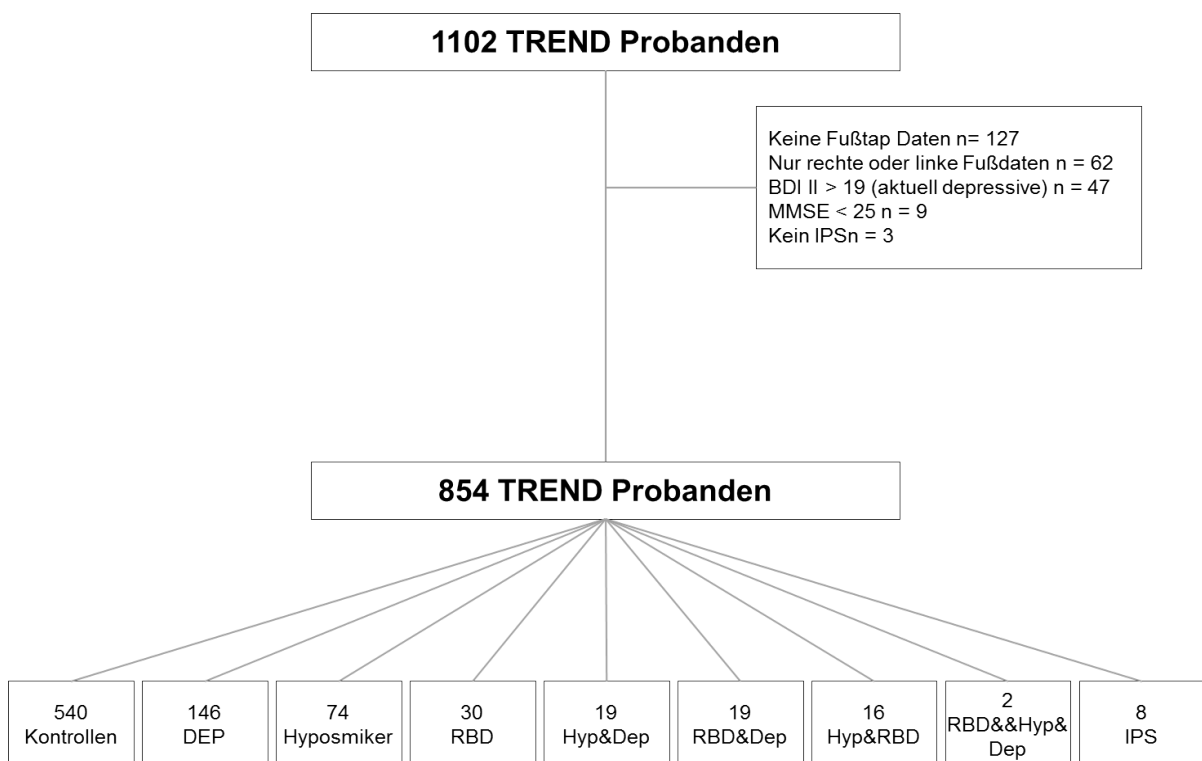 1102 TREND Probanden
Keine Fußtap Daten n= 127
Nur rechte oder linke Fußdaten n = 62
BDI II > 19 (aktuell depressive) n = 47
MMSE < 25 n = 9
Kein IPSn = 3
854 TREND Probanden
540
Kontrollen
146
DEP
74
Hyposmiker
30
RBD
19
Hyp&Dep
19
RBD&Dep
16
Hyp&RBD
2
RBD&&Hyp&
Dep
8
IPS